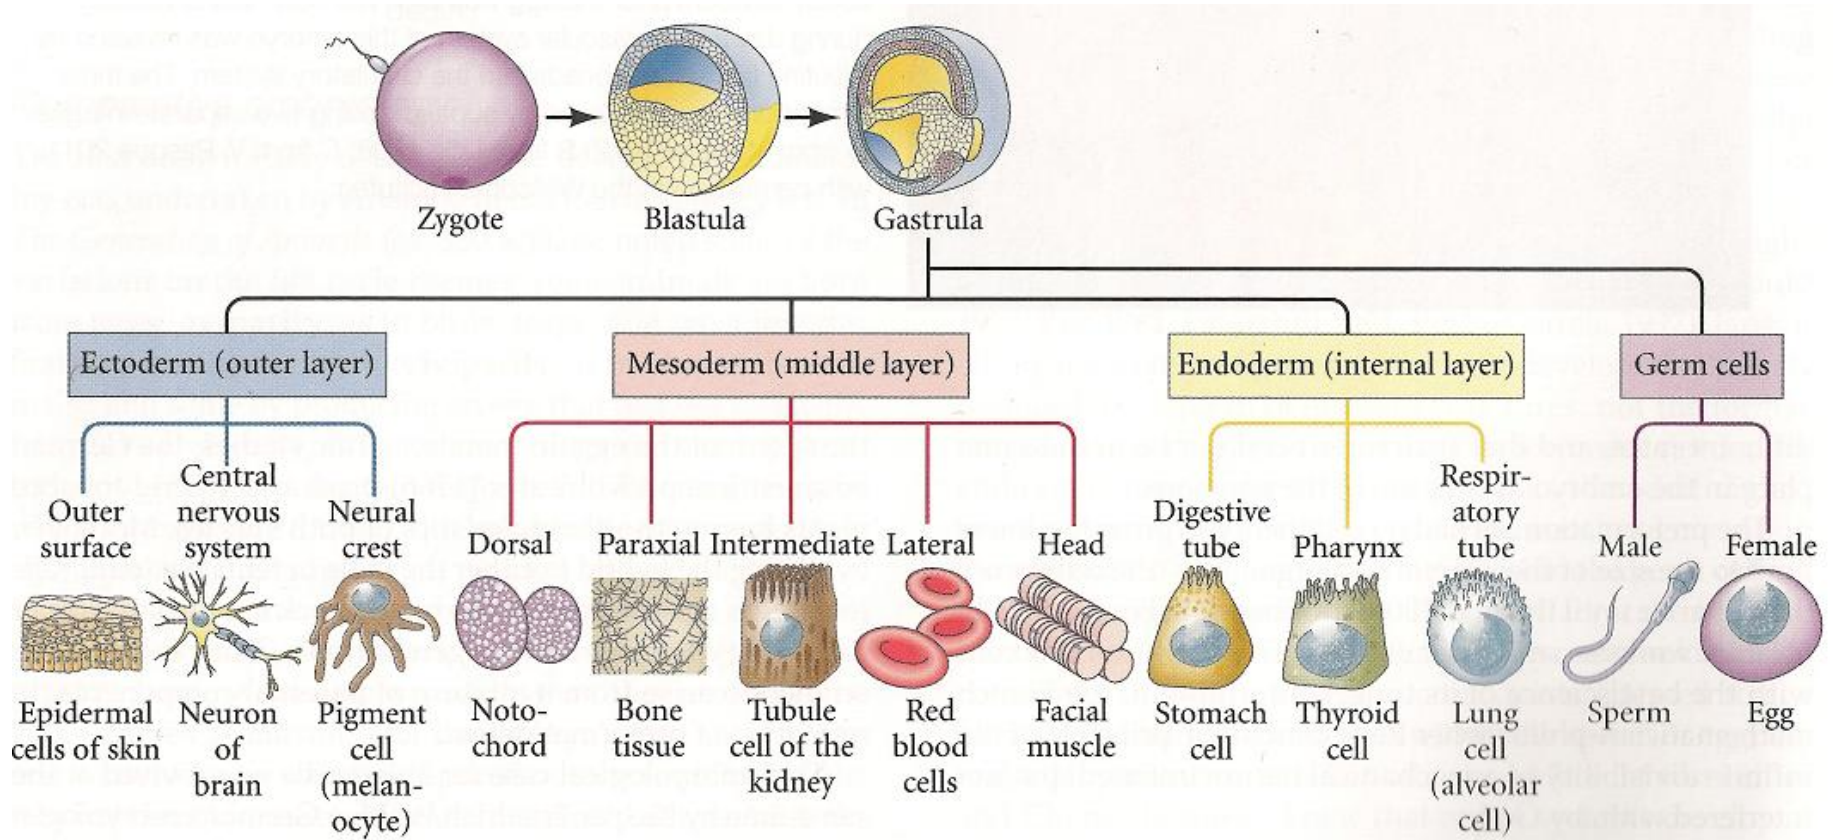 Zygote
Blastula
Gastrula
Ectoderm (outer layer)
Mesoderm (middle layer)
Endoderm (internal layer)
Germ cells
Outer
surface
Central
nervous
system
Neural
crest
Dorsal
Paraxial
Intermediate
Lateral
Head
Digestive
tube
Pharynx
Respir-
atory
tube
Male
Female
Epidermal
cells of skin
Neuron
of
brain
Pigment
cell
(melan-
ocyte)
Noto-
chord
Bone
tissue
Tubule
cell of the
kidney
Red
blood
cells
Facial
muscle
Stomach
cell
Thyroid
cell
Lung
cell
(alveolar
cell)
Sperm
Egg